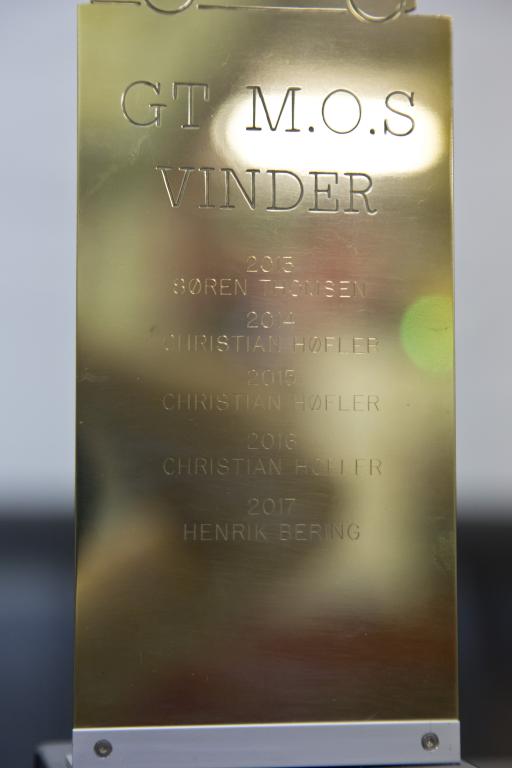 GT M.O.S
VINDER
2013
SØREN THOMSEN
2014
CHRISTIAN HØFLER
2015
CHRISTIAN HØFLER
2016
CHRISTIAN HØFLER
2017
HENRIK BERING